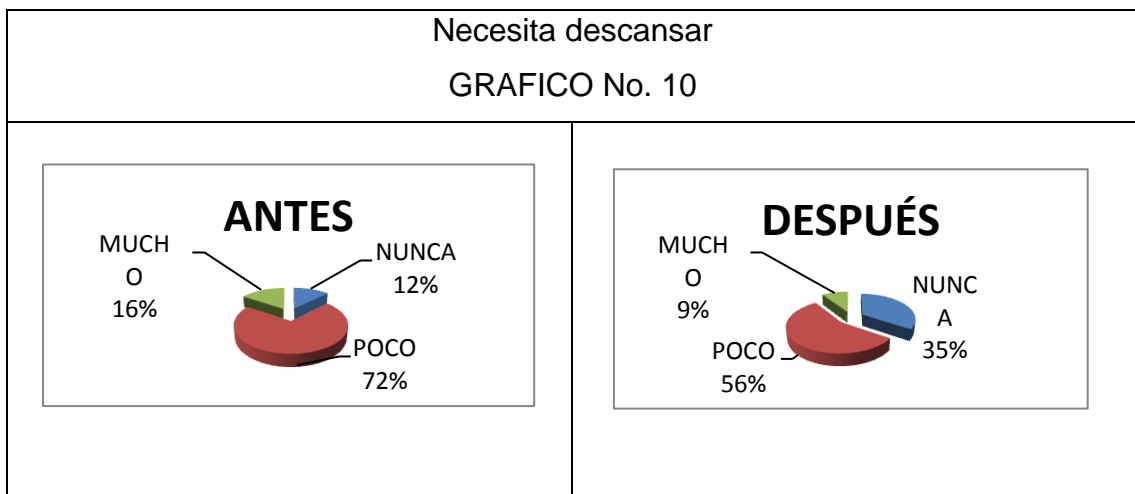 Necesita descansar
GRAFICO No. 10
ANTES
MUCH
O
16%
NUNCA
12%
POCO
72%
DESPUÉS
MUCH
O
9%
NUNC
A
35%
POCO
56%